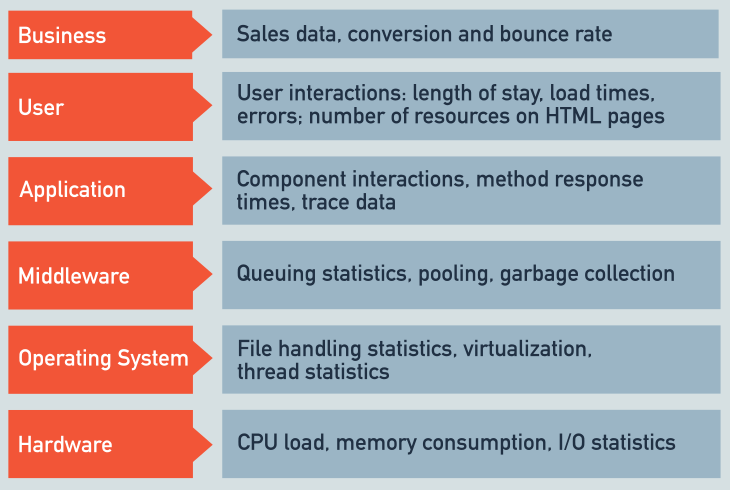 Business
Sales data, conversion and bounce rate
User
User interactions: length of stay, load times,
errors; number of resources on HTML pages
Application
Component interactions, method response
times, trace data
Middleware
Queuing statistics, pooling, garbage collection
Operating System
File handling statistics, virtualization,
thread statistics
Hardware
CPU load, memory consumption, I/O statistics